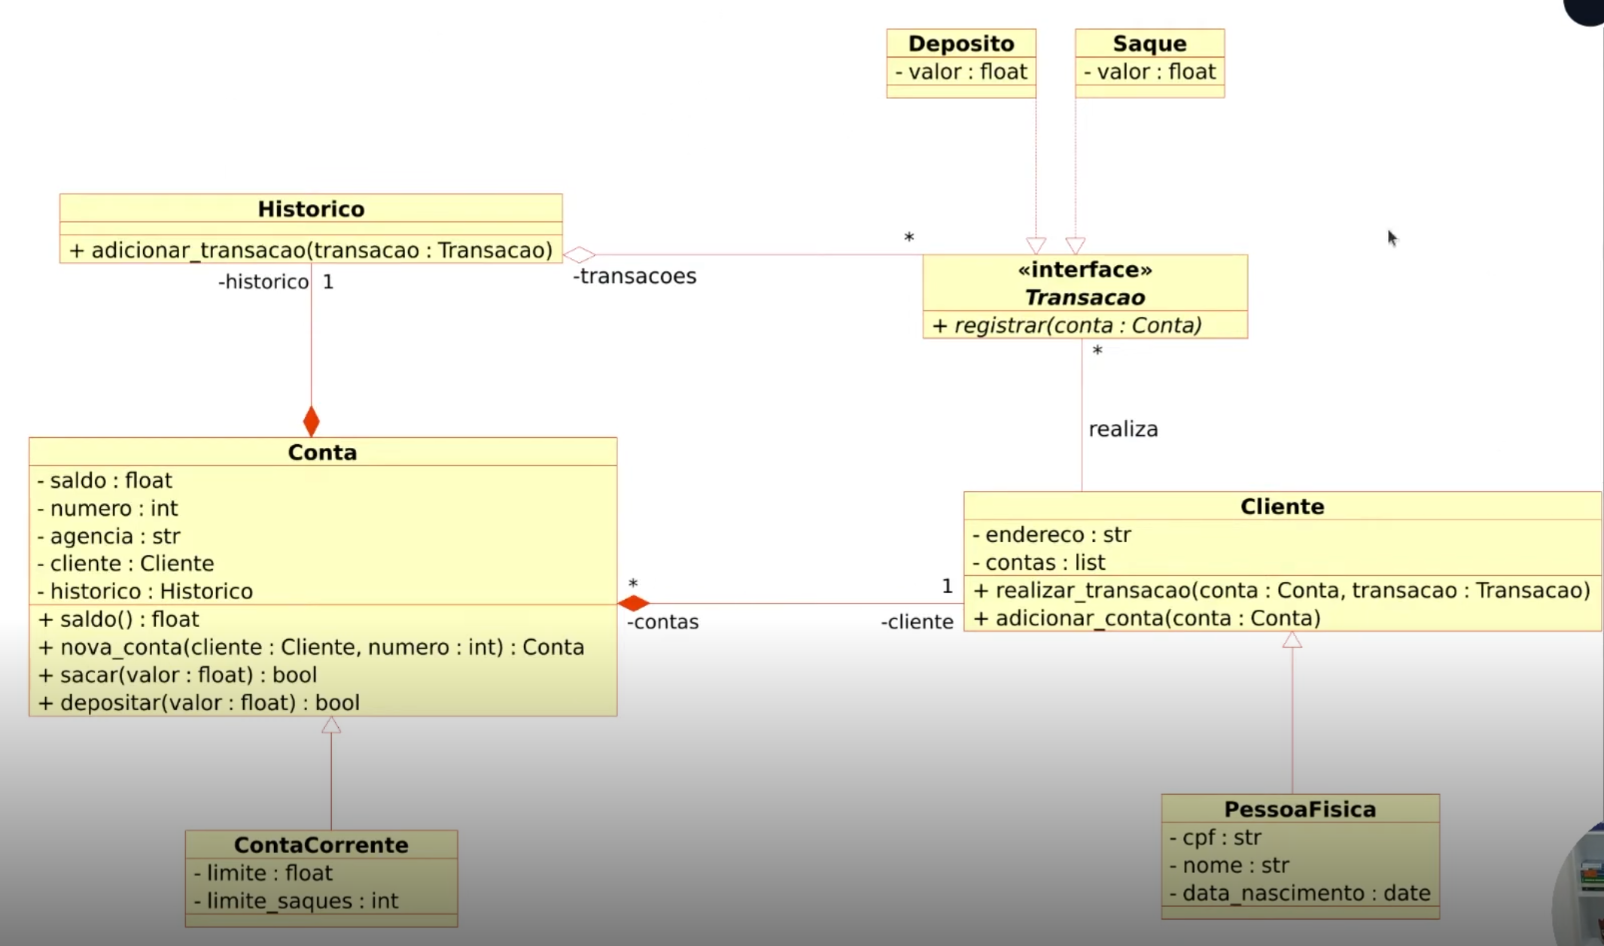 Deposito
- valor : float
Saque
- valor : float
Historico
+ adicionar_transacao(transacao : Transacao)
-historico 1
-transacoes
*
«interface»
Transacao
+ registrar(conta : Conta)
*
realiza
Conta
- saldo : float
- numero : int
- agencia : str
- cliente : Cliente
- historico : Historico
+ saldo() : float
+ nova_conta(cliente : Cliente, numero : int) : Conta
+ sacar(valor : float) : bool
+ depositar(valor : float) : bool
*
-contas
1
-cliente
Cliente
- endereco : str
- contas : list
+ realizar_transacao(conta : Conta, transacao : Transacao)
+ adicionar_conta(conta : Conta)
ContaCorrente
- limite : float
- limite_saques : int
PessoaFisica
- cpf : str
- nome : str
- data_nascimento : date